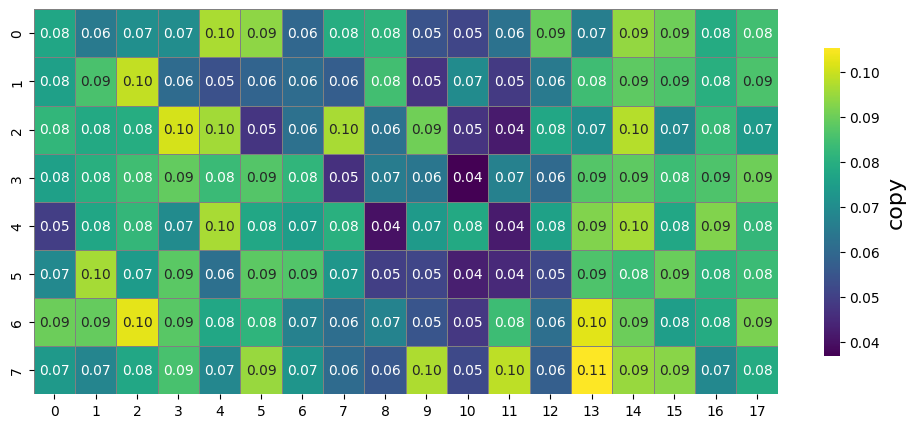 0 0.08 0.06 0.07 0.07 0.10 0.09 0.06 0.08 0.08 0.05 0.05 0.06 0.09 0.07 0.09 0.09 0.08 0.08
1 0.08 0.09 0.10 0.06 0.05 0.06 0.06 0.06 0.08 0.05 0.07 0.05 0.06 0.08 0.09 0.09 0.08 0.09
2 0.08 0.08 0.08 0.10 0.10 0.05 0.06 0.10 0.06 0.09 0.05 0.04 0.08 0.07 0.10 0.07 0.08 0.07
3 0.08 0.08 0.08 0.09 0.08 0.09 0.08 0.05 0.07 0.06 0.04 0.07 0.06 0.09 0.09 0.08 0.09 0.09
4 0.05 0.08 0.08 0.07 0.10 0.08 0.07 0.08 0.04 0.07 0.08 0.04 0.08 0.09 0.10 0.08 0.09 0.08
5 0.07 0.10 0.07 0.09 0.06 0.09 0.09 0.07 0.05 0.05 0.04 0.04 0.05 0.09 0.08 0.09 0.08 0.08
6 0.09 0.09 0.10 0.09 0.08 0.08 0.07 0.06 0.07 0.05 0.05 0.08 0.06 0.10 0.09 0.08 0.08 0.09
7 0.07 0.07 0.08 0.09 0.07 0.09 0.07 0.06 0.06 0.10 0.05 0.10 0.06 0.11 0.09 0.09 0.07 0.08
0 1 2 3 4 5 6 7 8 9 10 11 12 13 14 15 16 17
0.10
0.09
0.08
0.07
0.06
0.05
0.04
copy